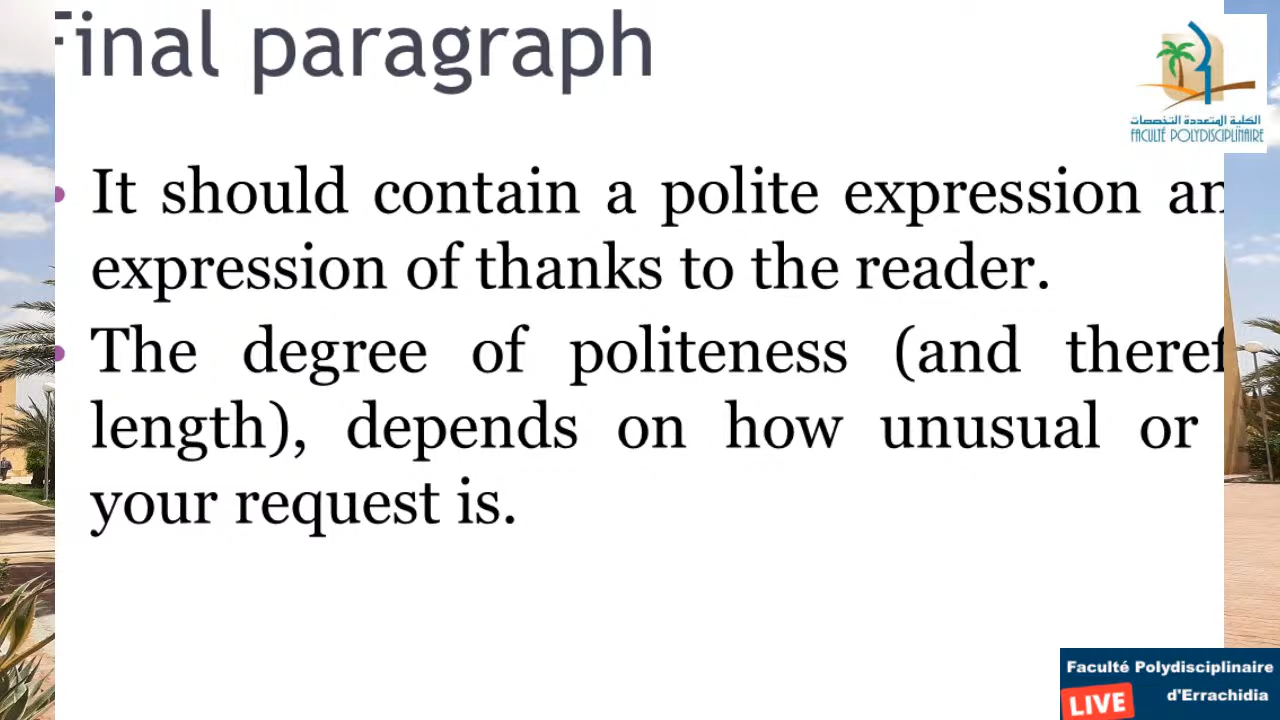 Final paragraph
الكلية المتعددة التخصصات
FACULTÉ POLYDISCIPLINAIRE
• It should contain a polite expression an
expression of thanks to the reader.
• The degree of politeness (and theref
length), depends on how unusual or
your request is.
Faculté Polydisciplinaire
d'Errachidia
LIVE